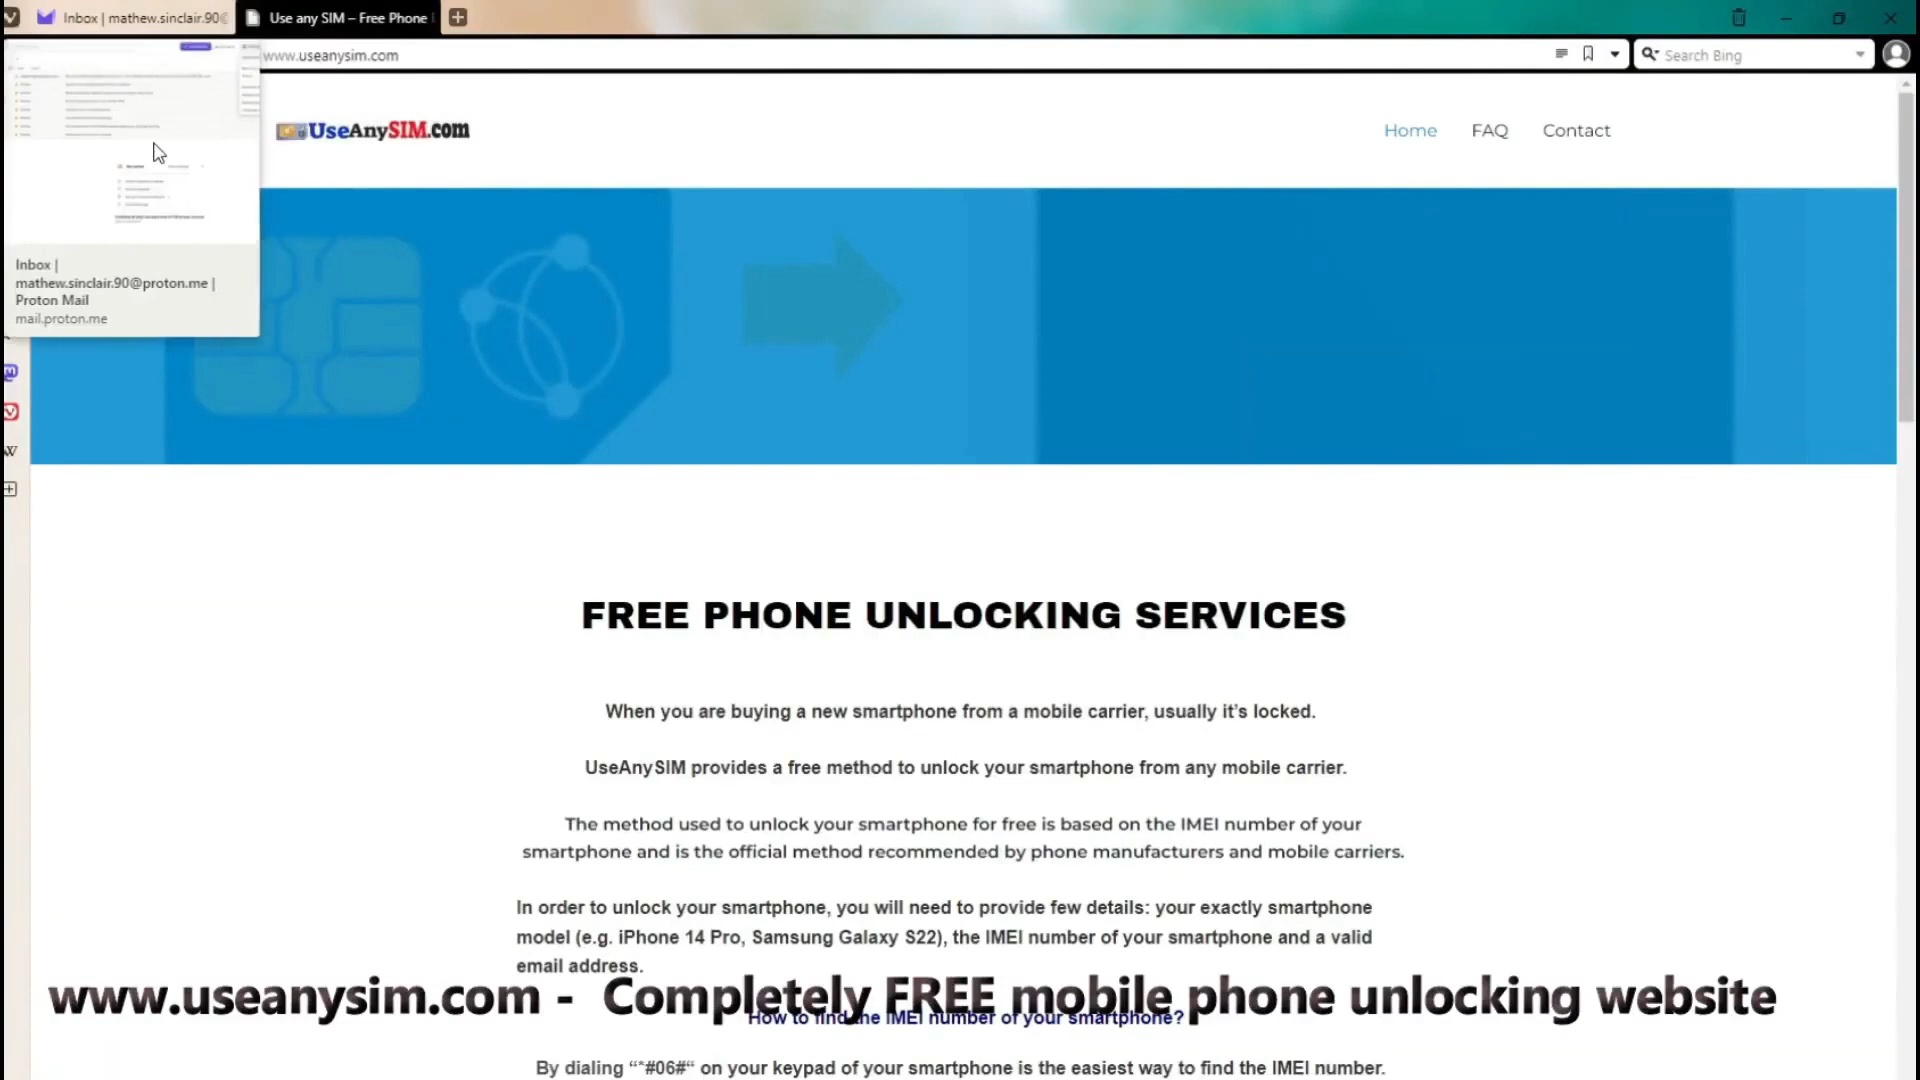 Inbox | mathew.sinclair.90@
Use any SIM – Free Phone
www.useanysim.com
Search Bing
UseAnySIM.com
Home
FAQ
Contact
Inbox |
mathew.sinclair.90@proton.me |
Proton Mail
mail.proton.me
FREE PHONE UNLOCKING SERVICES
When you are buying a new smartphone from a mobile carrier, usually it’s locked.
UseAnySIM provides a free method to unlock your smartphone from any mobile carrier.
The method used to unlock your smartphone for free is based on the IMEI number of your
smartphone and is the official method recommended by phone manufacturers and mobile carriers.
In order to unlock your smartphone, you will need to provide few details: your exactly smartphone
model (e.g. iPhone 14 Pro, Samsung Galaxy S22), the IMEI number of your smartphone and a valid
email address.
www.useanysim.com - Completely FREE mobile phone unlocking website
How to find the IMEI number of your smartphone?
By dialing “*#06#“ on your keypad of your smartphone is the easiest way to find the IMEI number.